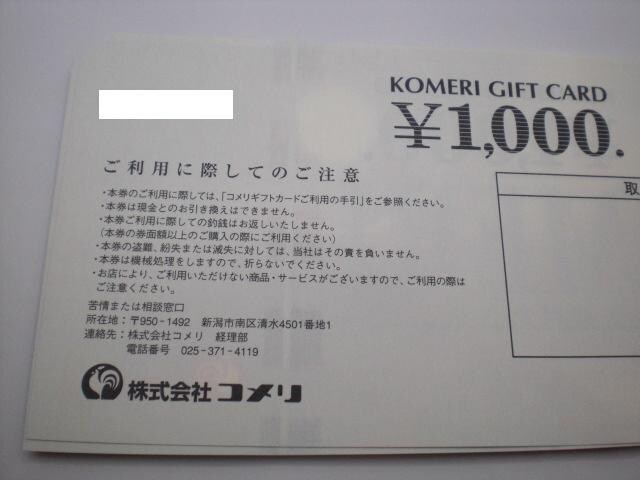 KOMERI GIFT CARD
¥1,000.
ご利用に際してのご注意
・本券のご利用に際しては、「コメリギフトカードご利用の手引」をご参照ください。
・本券は現金とのお引き換えはできません。
・本券ご利用に際しての釣銭はお返しいたしません。
(本券の券面額以上のご購入の際にご利用ください)
・本券の盗難、紛失または滅失に対しては、当社はその責を負いません。
・本券は機械処理をしますので、折らないでください。
・お店により、ご利用いただけない商品・サービスがございますので、ご利用の際は
ご注意ください。
苦情または相談窓口
所在地：〒950-1492 新潟市南区清水4501番地1
連絡先：株式会社コメリ 経理部
電話番号 025-371-4119
株式会社 コメリ
取